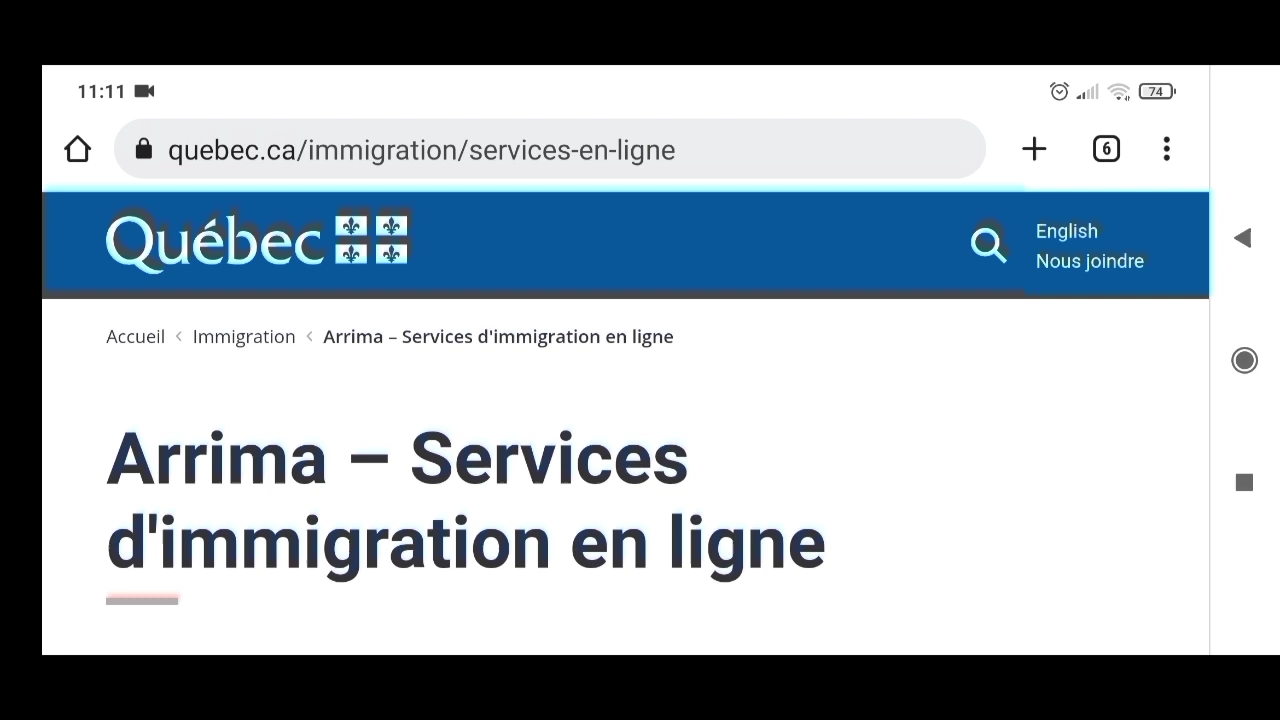 11:11
74
quebec.ca/immigration/services-en-ligne
6
Québec
English
Nous joindre
Accueil < Immigration < Arrima – Services d'immigration en ligne
Arrima – Services
d'immigration en ligne